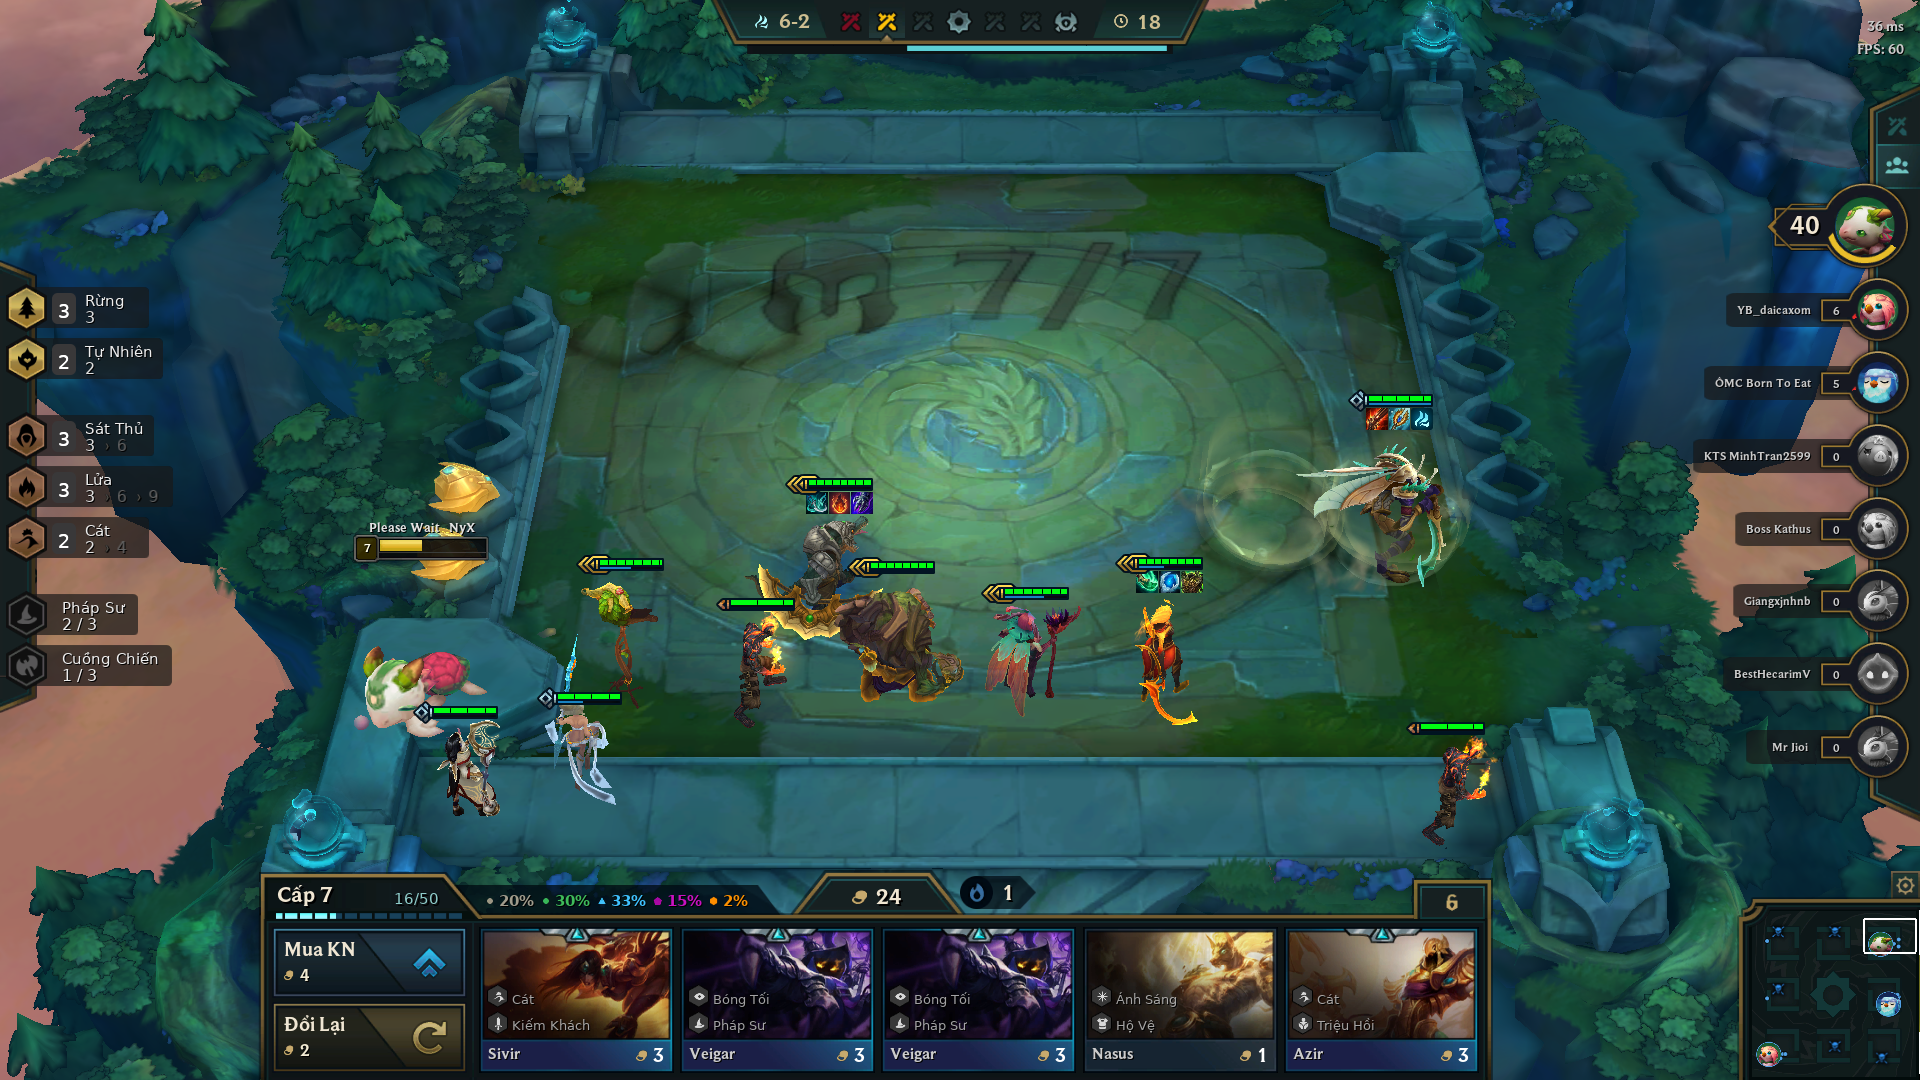 6-2
18
36 ms
FPS: 60
7/7
40
3 Rừng
3
2 Tự Nhiên
2
3 Sát Thủ
3 › 6
3 Lửa
3 › 6 › 9
2 Cát
2 › 4
Pháp Sư
2 / 3
Cuồng Chiến
1 / 3
YB_daicaxom 6
ÔMC Born To Eat 5
KTS MinhTran2599 0
Boss Kathus 0
Giangxjnhnb 0
BestHecarimV 0
Mr Jioi 0
Please Wait_NyX
7
Cấp 7 16/50
20% 30% 33% 15% 2%
24
1
6
Mua KN
4
Đổi Lại
2
Cát
Kiếm Khách
Sivir 3
Bóng Tối
Pháp Sư
Veigar 3
Bóng Tối
Pháp Sư
Veigar 3
Ánh Sáng
Hộ Vệ
Nasus 1
Cát
Triệu Hồi
Azir 3